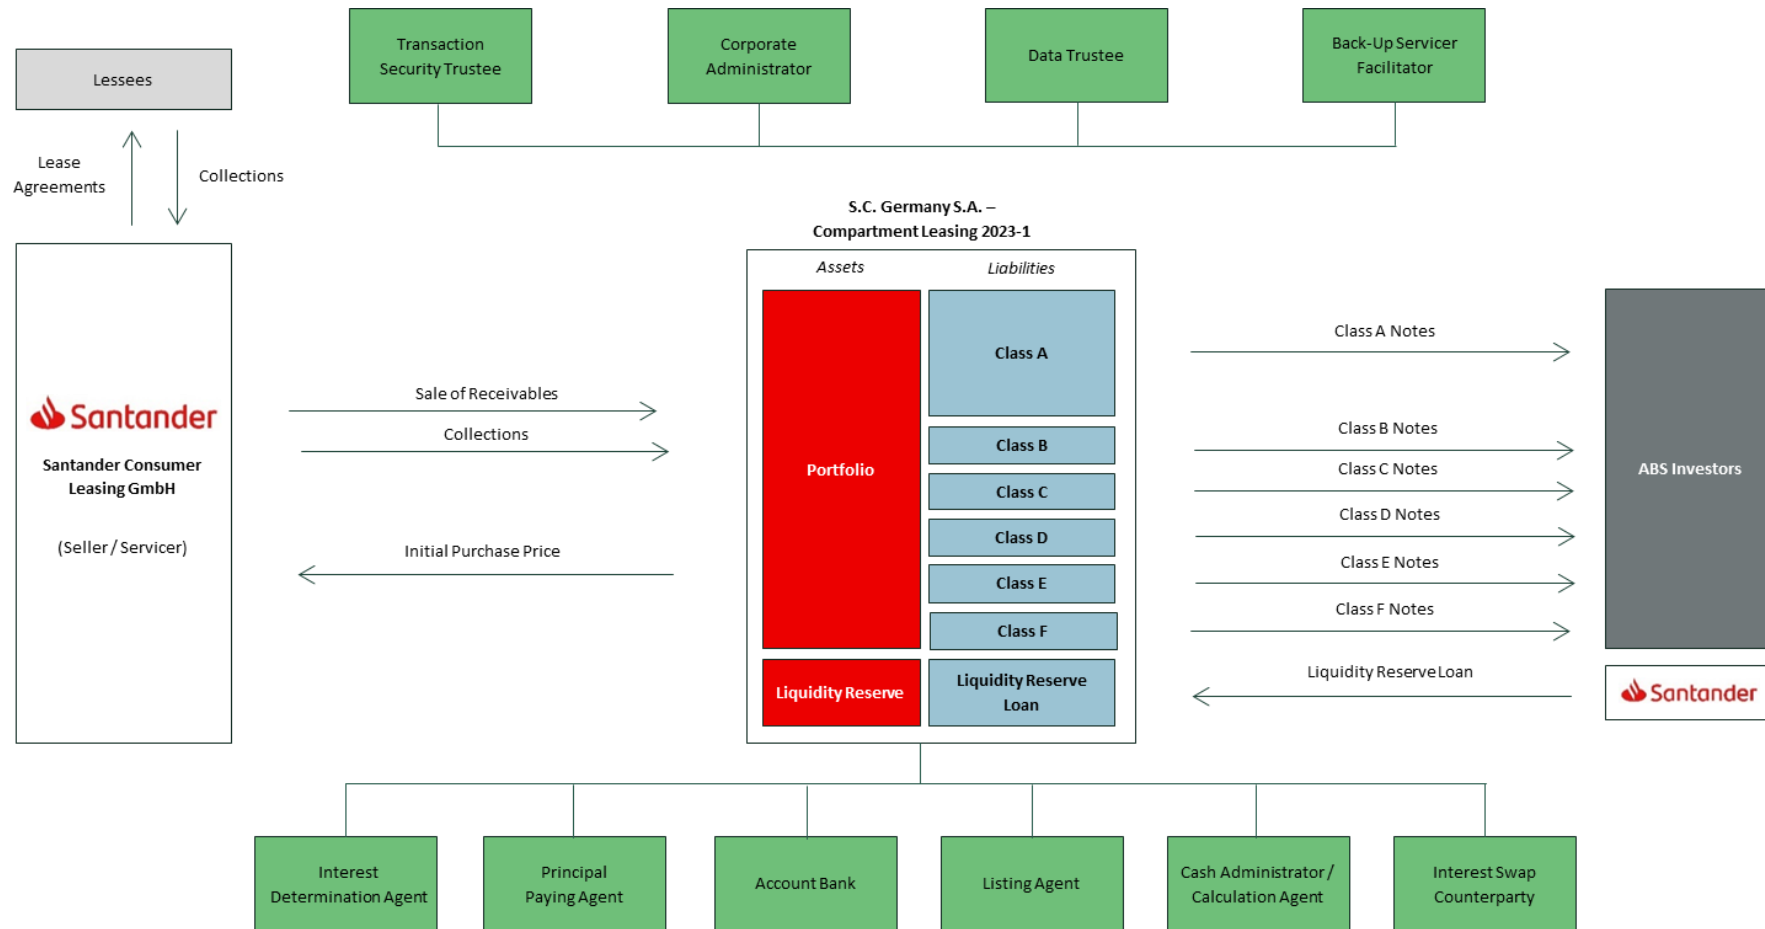 Transaction
Security Trustee
Corporate
Administrator
Data Trustee
Back-Up Servicer
Facilitator
Lessees
Lease
Agreements
Collections
S.C. Germany S.A. –
Compartment Leasing 2023-1
Assets
Liabilities
Santander
Santander Consumer
Leasing GmbH
(Seller / Servicer)
Sale of Receivables
Collections
Initial Purchase Price
Portfolio
Liquidity Reserve
Class A
Class B
Class C
Class D
Class E
Class F
Liquidity Reserve
Loan
Class A Notes
Class B Notes
Class C Notes
Class D Notes
Class E Notes
Class F Notes
Liquidity Reserve Loan
ABS Investors
Santander
Interest
Determination Agent
Principal
Paying Agent
Account Bank
Listing Agent
Cash Administrator /
Calculation Agent
Interest Swap
Counterparty